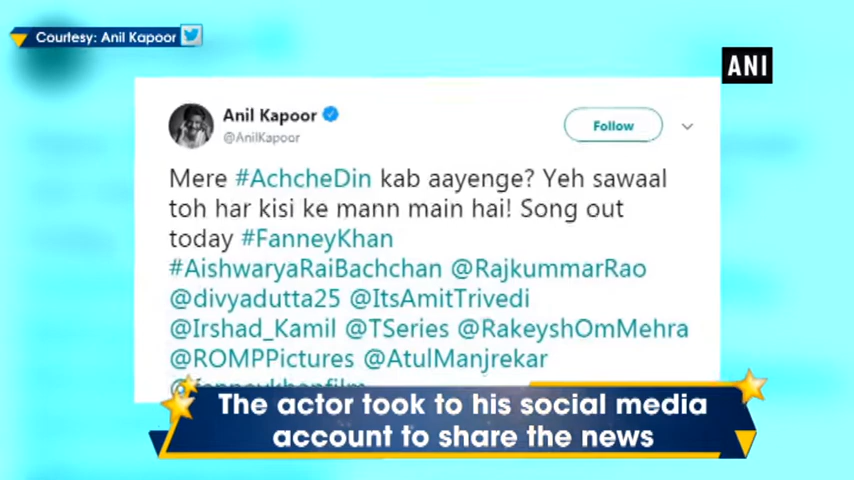 Courtesy: Anil Kapoor
ANI
Anil Kapoor
@AnilKapoor
Follow
Mere #AchcheDin kab aayenge? Yeh sawaal
toh har kisi ke mann main hai! Song out
today #FanneyKhan
#AishwaryaRaiBachchan @RajkummarRao
@divyadutta25 @ItsAmitTrivedi
@Irshad_Kamil @TSeries @RakeyshOmMehra
@ROMPPictures @AtulManjrekar
@fanneykhanfilm
The actor took to his social media
account to share the news